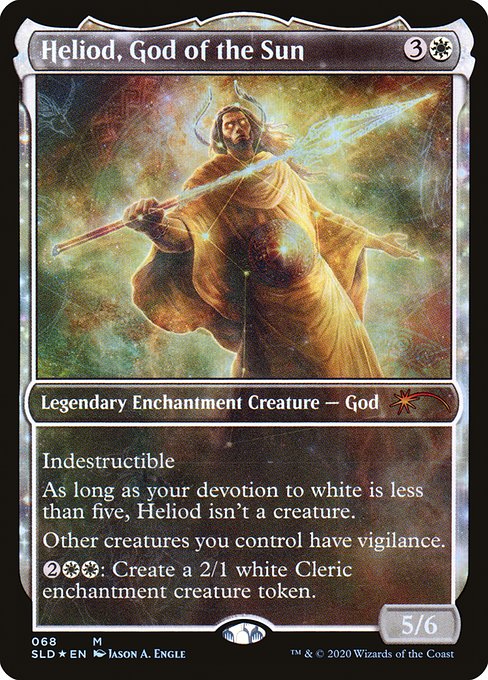 Heliod, God of the Sun 3
Legendary Enchantment Creature — God
Indestructible
As long as your devotion to white is less
than five, Heliod isn't a creature.
Other creatures you control have vigilance.
2: Create a 2/1 white Cleric
enchantment creature token.
5/6
068 M
SLD ★ EN Jason A. Engle
™ & © 2020 Wizards of the Coast